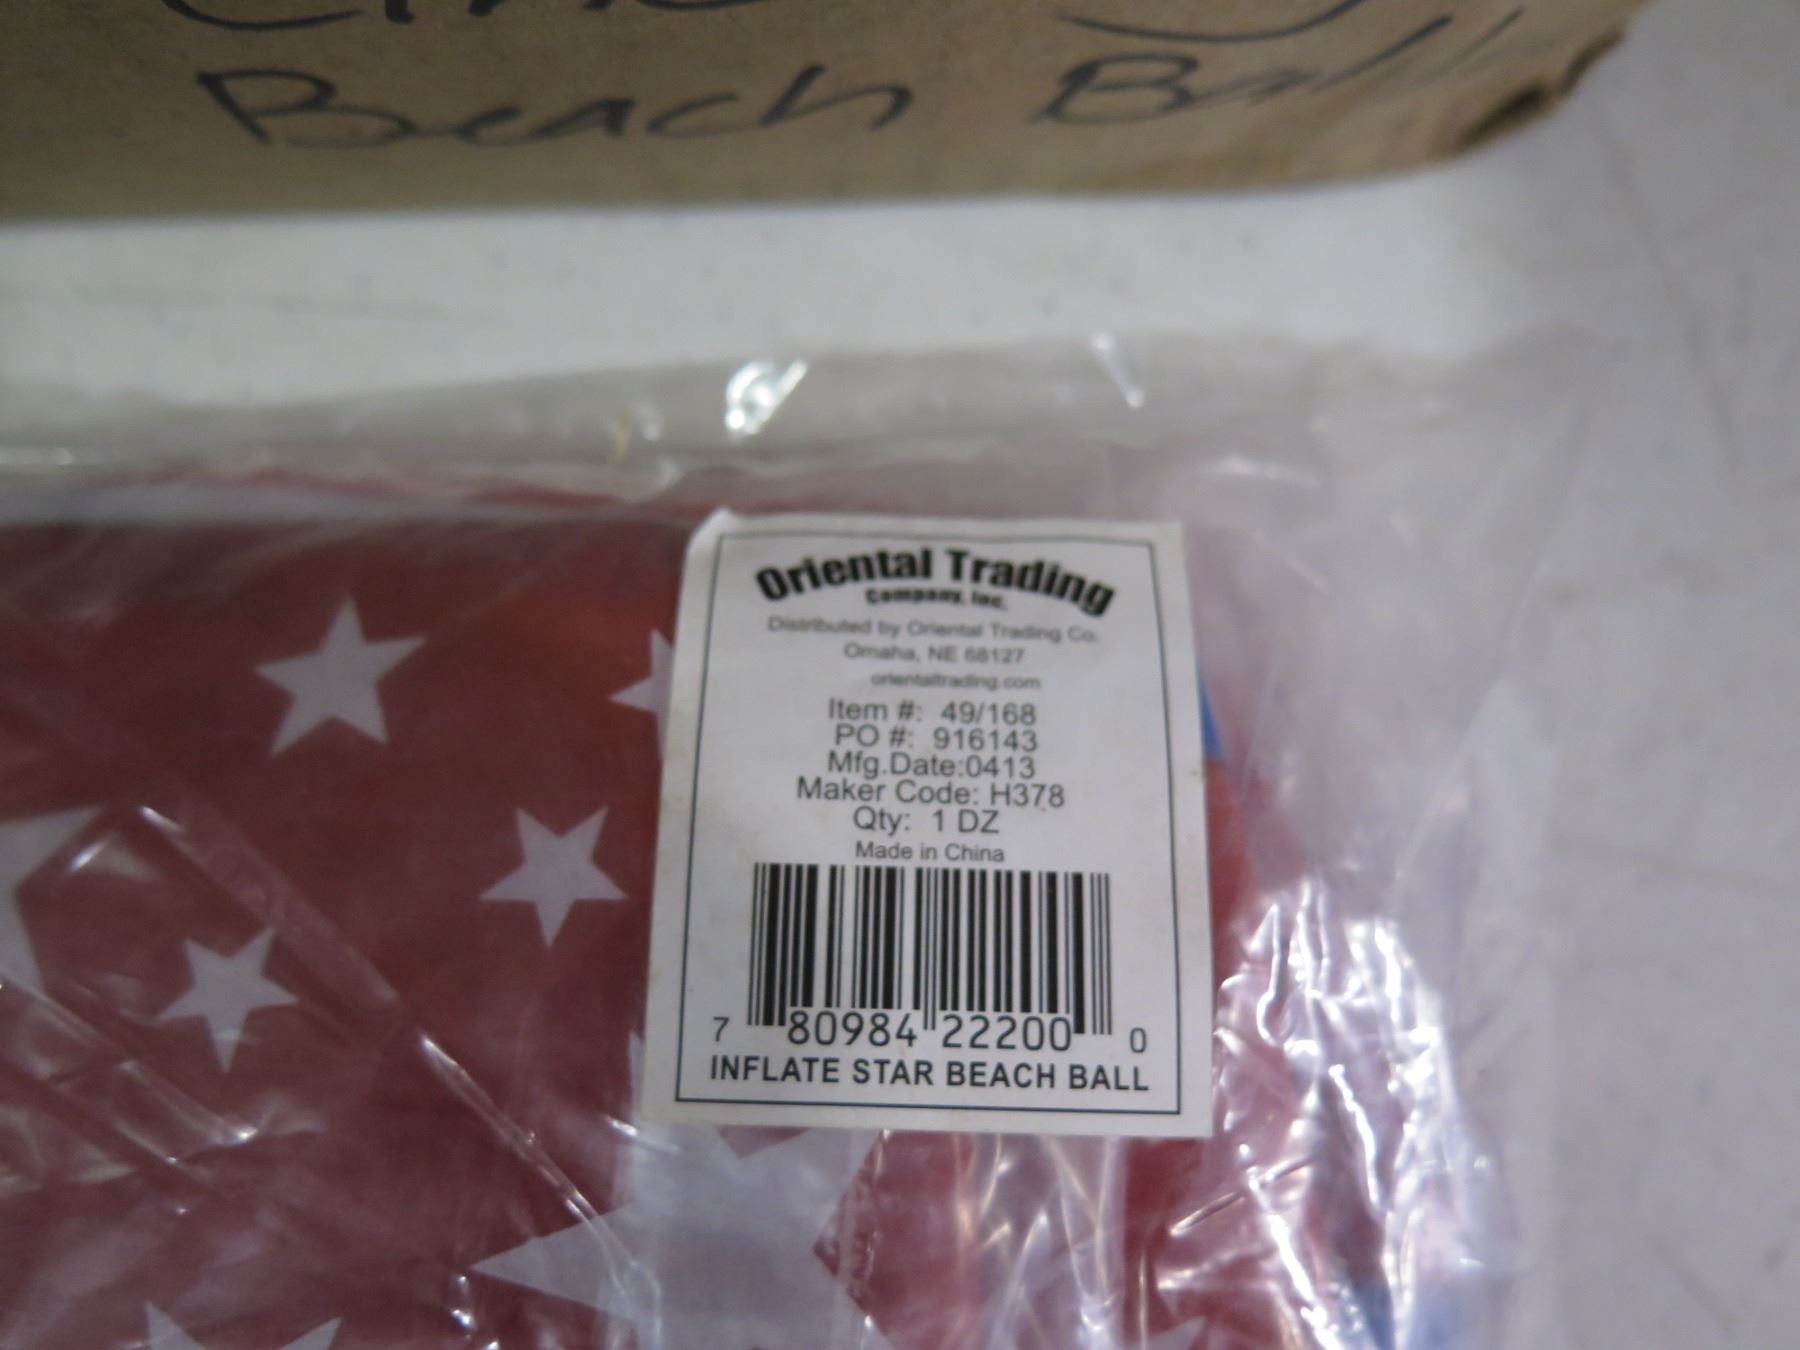 Beach Ball
Oriental Trading
Company, Inc.
Distributed by Oriental Trading Co.
Omaha, NE 68127
orientaltrading.com
Item #: 49/168
PO #: 916143
Mfg.Date:0413
Maker Code: H378
Qty: 1 DZ
Made in China
7 80984 22200 0
INFLATE STAR BEACH BALL